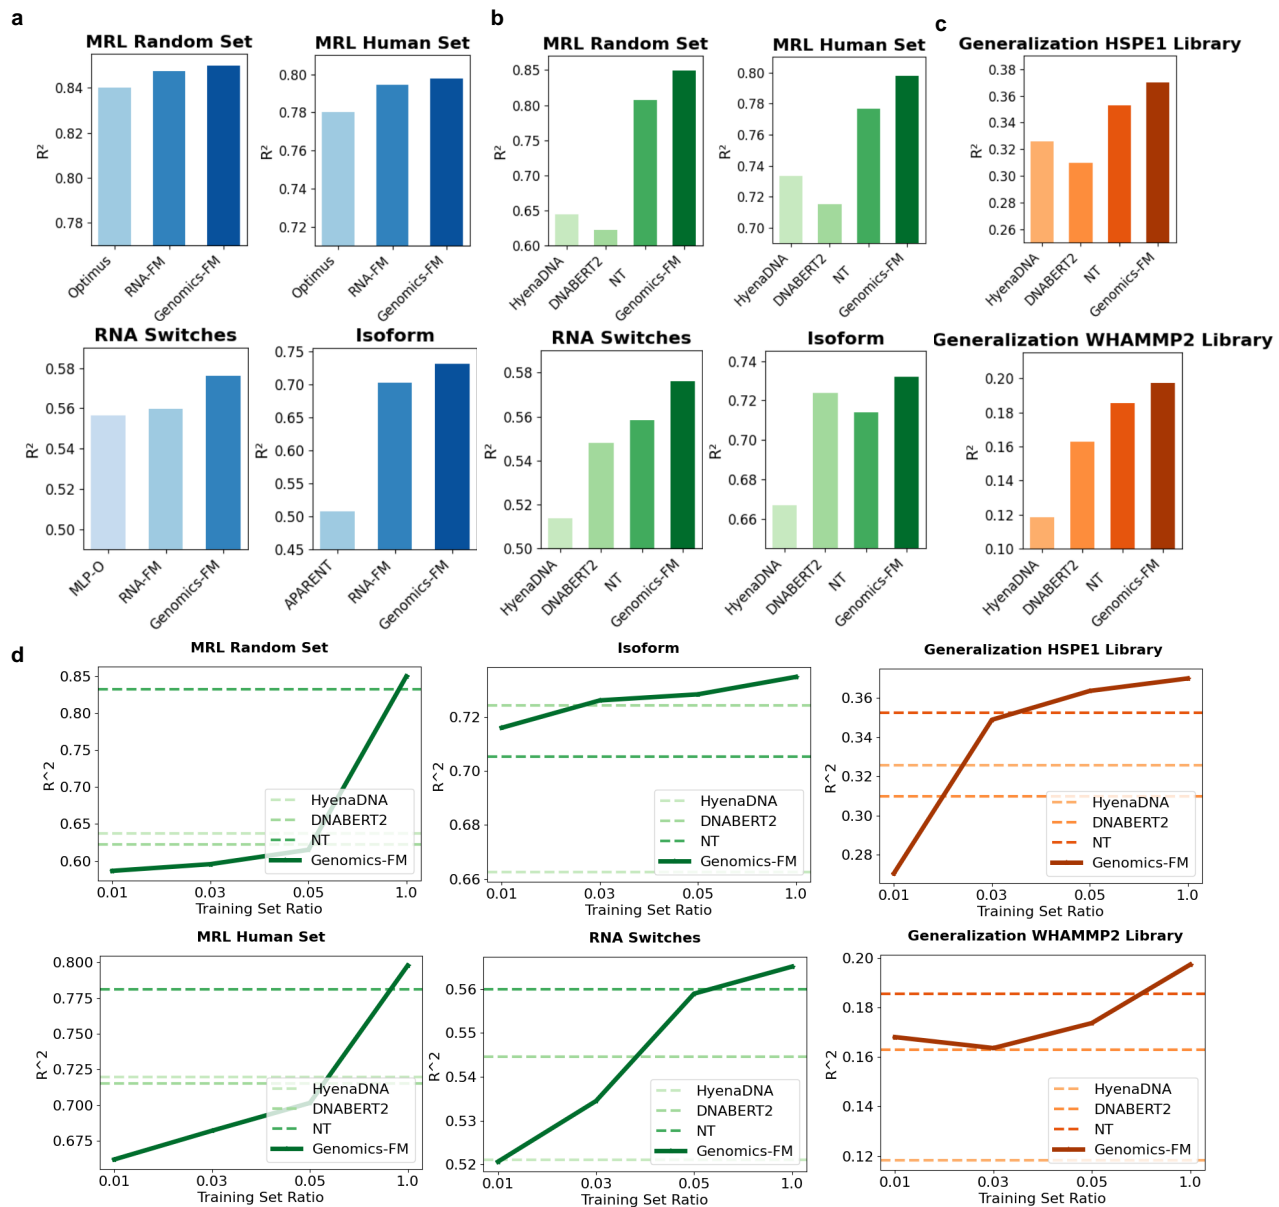 a
MRL Random Set
R²
0.84
0.82
0.80
0.78
Optimus
RNA-FM
Genomics-FM
MRL Human Set
R²
0.80
0.78
0.76
0.74
0.72
Optimus
RNA-FM
Genomics-FM
RNA Switches
R²
0.58
0.56
0.54
0.52
0.50
MLP-O
RNA-FM
Genomics-FM
Isoform
R²
0.75
0.70
0.65
0.60
0.55
0.50
0.45
APARENT
RNA-FM
Genomics-FM
b
MRL Random Set
R²
0.85
0.80
0.75
0.70
0.65
0.60
HyenaDNA
DNABERT2
NT
Genomics-FM
MRL Human Set
R²
0.80
0.78
0.76
0.74
0.72
0.70
HyenaDNA
DNABERT2
NT
Genomics-FM
RNA Switches
R²
0.58
0.56
0.54
0.52
0.50
HyenaDNA
DNABERT2
NT
Genomics-FM
Isoform
R²
0.74
0.72
0.70
0.68
0.66
HyenaDNA
DNABERT2
NT
Genomics-FM
c
Generalization HSPE1 Library
R²
0.38
0.36
0.34
0.32
0.30
0.28
0.26
HyenaDNA
DNABERT2
NT
Genomics-FM
Generalization WHAMMP2 Library
R²
0.20
0.18
0.16
0.14
0.12
0.10
HyenaDNA
DNABERT2
NT
Genomics-FM
d
MRL Random Set
R^2
0.85
0.80
0.75
0.70
0.65
0.60
HyenaDNA
DNABERT2
NT
Genomics-FM
0.01 0.03 0.05 1.0
Training Set Ratio
Isoform
R^2
0.72
0.70
0.68
0.66
HyenaDNA
DNABERT2
NT
Genomics-FM
0.01 0.03 0.05 1.0
Training Set Ratio
Generalization HSPE1 Library
R^2
0.36
0.34
0.32
0.30
0.28
HyenaDNA
DNABERT2
NT
Genomics-FM
0.01 0.03 0.05 1.0
Training Set Ratio
MRL Human Set
R^2
0.800
0.775
0.750
0.725
0.700
0.675
HyenaDNA
DNABERT2
NT
Genomics-FM
0.01 0.03 0.05 1.0
Training Set Ratio
RNA Switches
R^2
0.56
0.55
0.54
0.53
0.52
HyenaDNA
DNABERT2
NT
Genomics-FM
0.01 0.03 0.05 1.0
Training Set Ratio
Generalization WHAMMP2 Library
R^2
0.20
0.18
0.16
0.14
0.12
HyenaDNA
DNABERT2
NT
Genomics-FM
0.01 0.03 0.05 1.0
Training Set Ratio